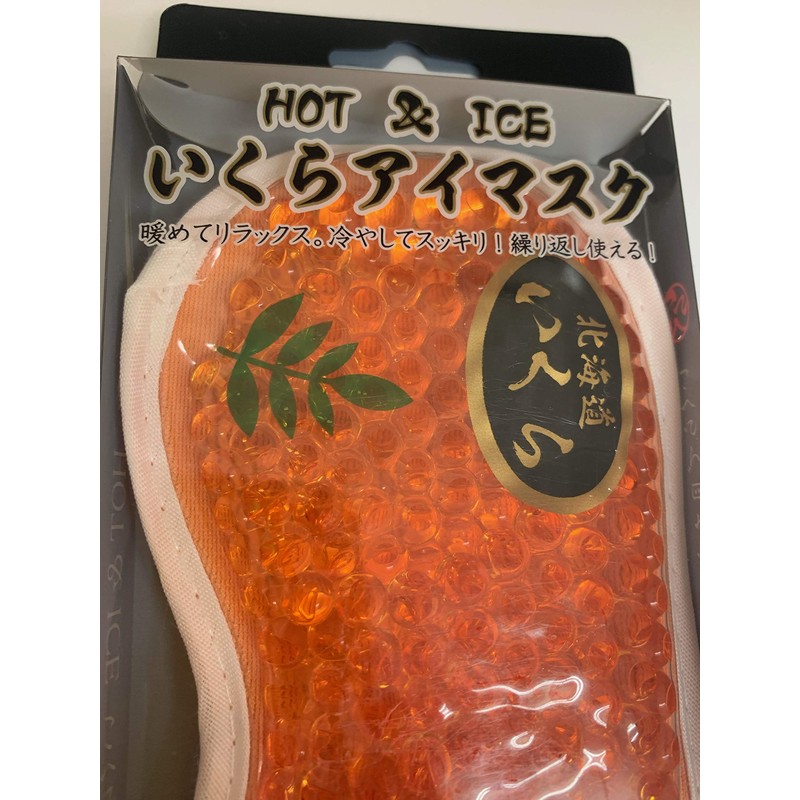 HOT & ICE
いくらアイマスク
暖めてリラックス。冷やしてスッキリ！繰り返し使える！
北海道
いくら
HOT & ICE